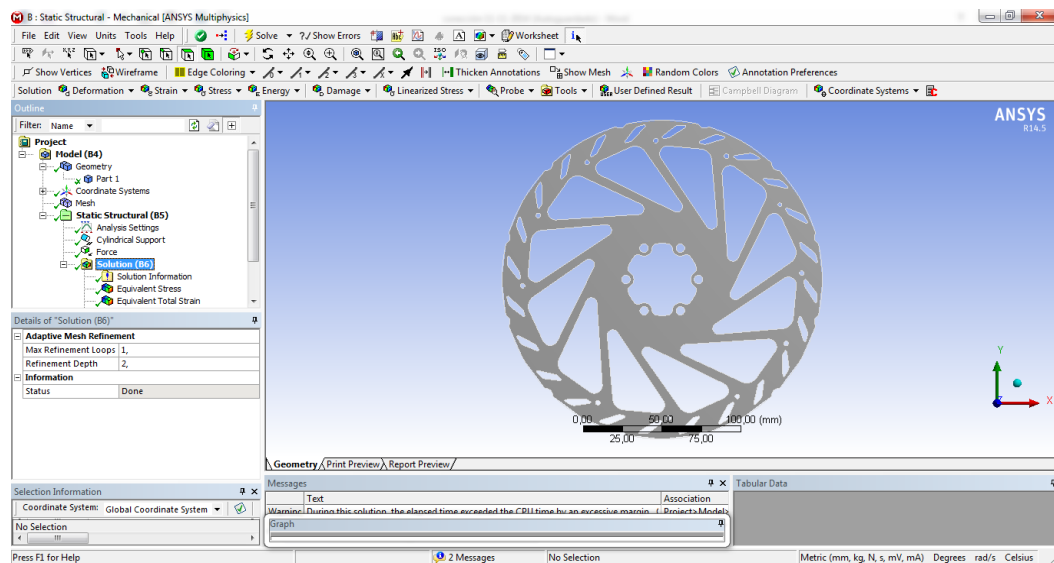 B : Static Structural - Mechanical [ANSYS Multiphysics]
File Edit View Units Tools Help Solve ?/ Show Errors Worksheet
Show Vertices Wireframe Edge Coloring Thicken Annotations Show Mesh Random Colors Annotation Preferences
Solution Deformation Strain Stress Energy Damage Linearized Stress Probe Tools User Defined Result Campbell Diagram Coordinate Systems
Outline
Filter: Name
Project
Model (B4)
Geometry
Part 1
Coordinate Systems
Mesh
Static Structural (B5)
Analysis Settings
Cylindrical Support
Force
Solution (B6)
Solution Information
Equivalent Stress
Equivalent Total Strain
Details of "Solution (B6)"
Adaptive Mesh Refinement
Max Refinement Loops 1,
Refinement Depth 2,
Information
Status Done
Selection Information
Coordinate System: Global Coordinate System
No Selection
ANSYS
R14.5
Y
X
Z
0,00 50,00 100,00 (mm)
25,00 75,00
Geometry Print Preview Report Preview
Messages
Text Association
Warning During this solution, the elapsed time exceeded the CPU time by an excessive margin. ( Project>Model>
Graph
Tabular Data
Press F1 for Help 2 Messages No Selection Metric (mm, kg, N, s, mV, mA) Degrees rad/s Celsius